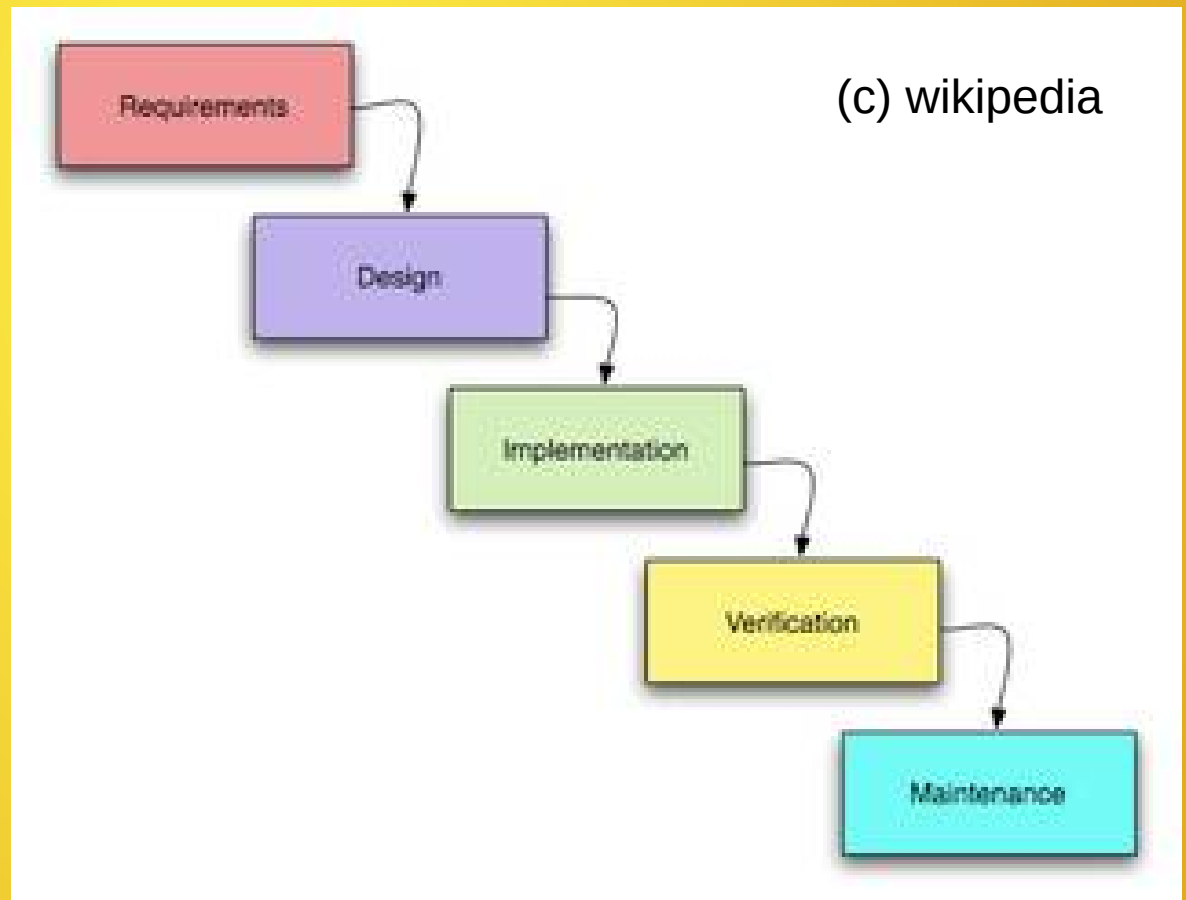 Requirements
(c) wikipedia
Design
Implementation
Verification
Maintenance